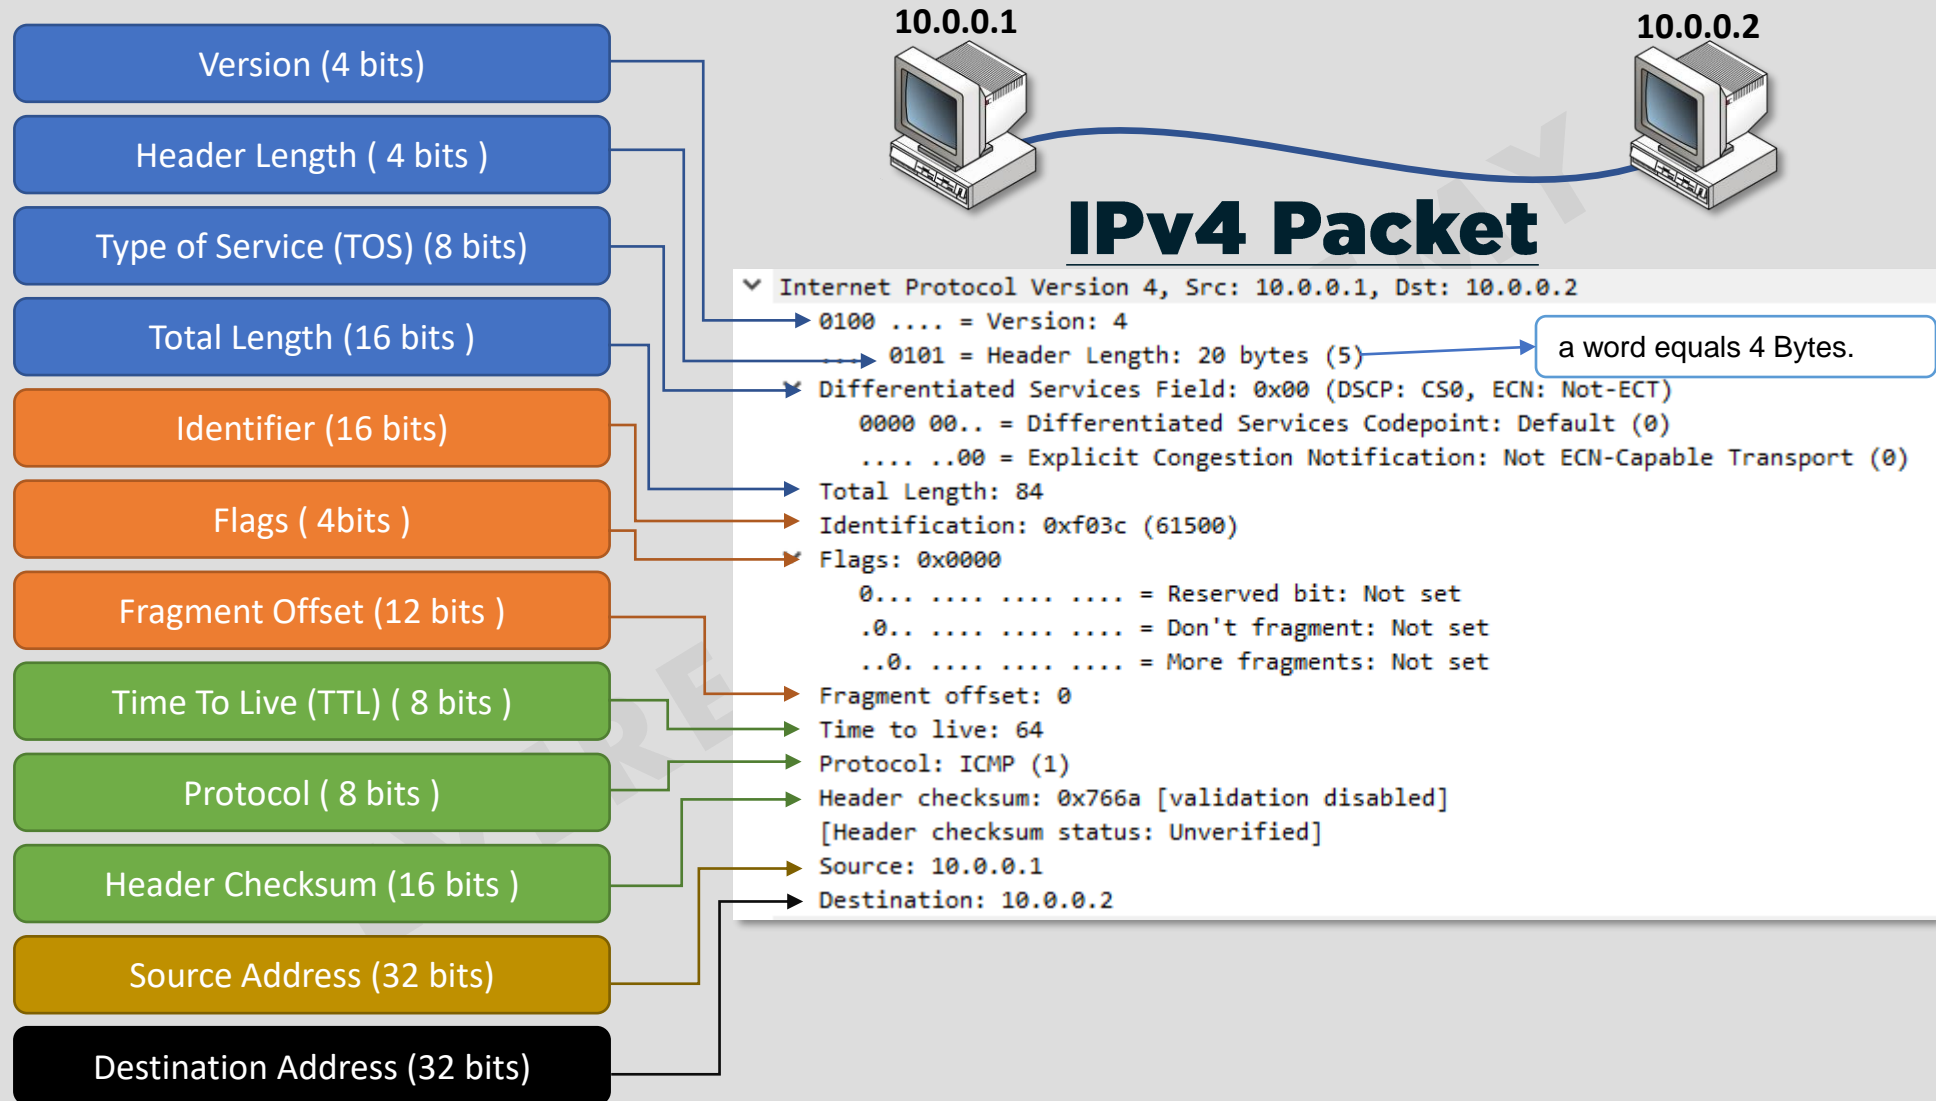 10.0.0.1
10.0.0.2
Version (4 bits)
Header Length ( 4 bits )
Type of Service (TOS) (8 bits)
Total Length (16 bits )
Identifier (16 bits)
Flags ( 4bits )
Fragment Offset (12 bits )
Time To Live (TTL) ( 8 bits )
Protocol ( 8 bits )
Header Checksum (16 bits )
Source Address (32 bits)
Destination Address (32 bits)
IPv4 Packet
Internet Protocol Version 4, Src: 10.0.0.1, Dst: 10.0.0.2
0100 .... = Version: 4
.... 0101 = Header Length: 20 bytes (5)
a word equals 4 Bytes.
Differentiated Services Field: 0x00 (DSCP: CS0, ECN: Not-ECT)
0000 00.. = Differentiated Services Codepoint: Default (0)
.... ..00 = Explicit Congestion Notification: Not ECN-Capable Transport (0)
Total Length: 84
Identification: 0xf03c (61500)
Flags: 0x0000
0... .... .... .... = Reserved bit: Not set
.0.. .... .... .... = Don't fragment: Not set
..0. .... .... .... = More fragments: Not set
Fragment offset: 0
Time to live: 64
Protocol: ICMP (1)
Header checksum: 0x766a [validation disabled]
[Header checksum status: Unverified]
Source: 10.0.0.1
Destination: 10.0.0.2